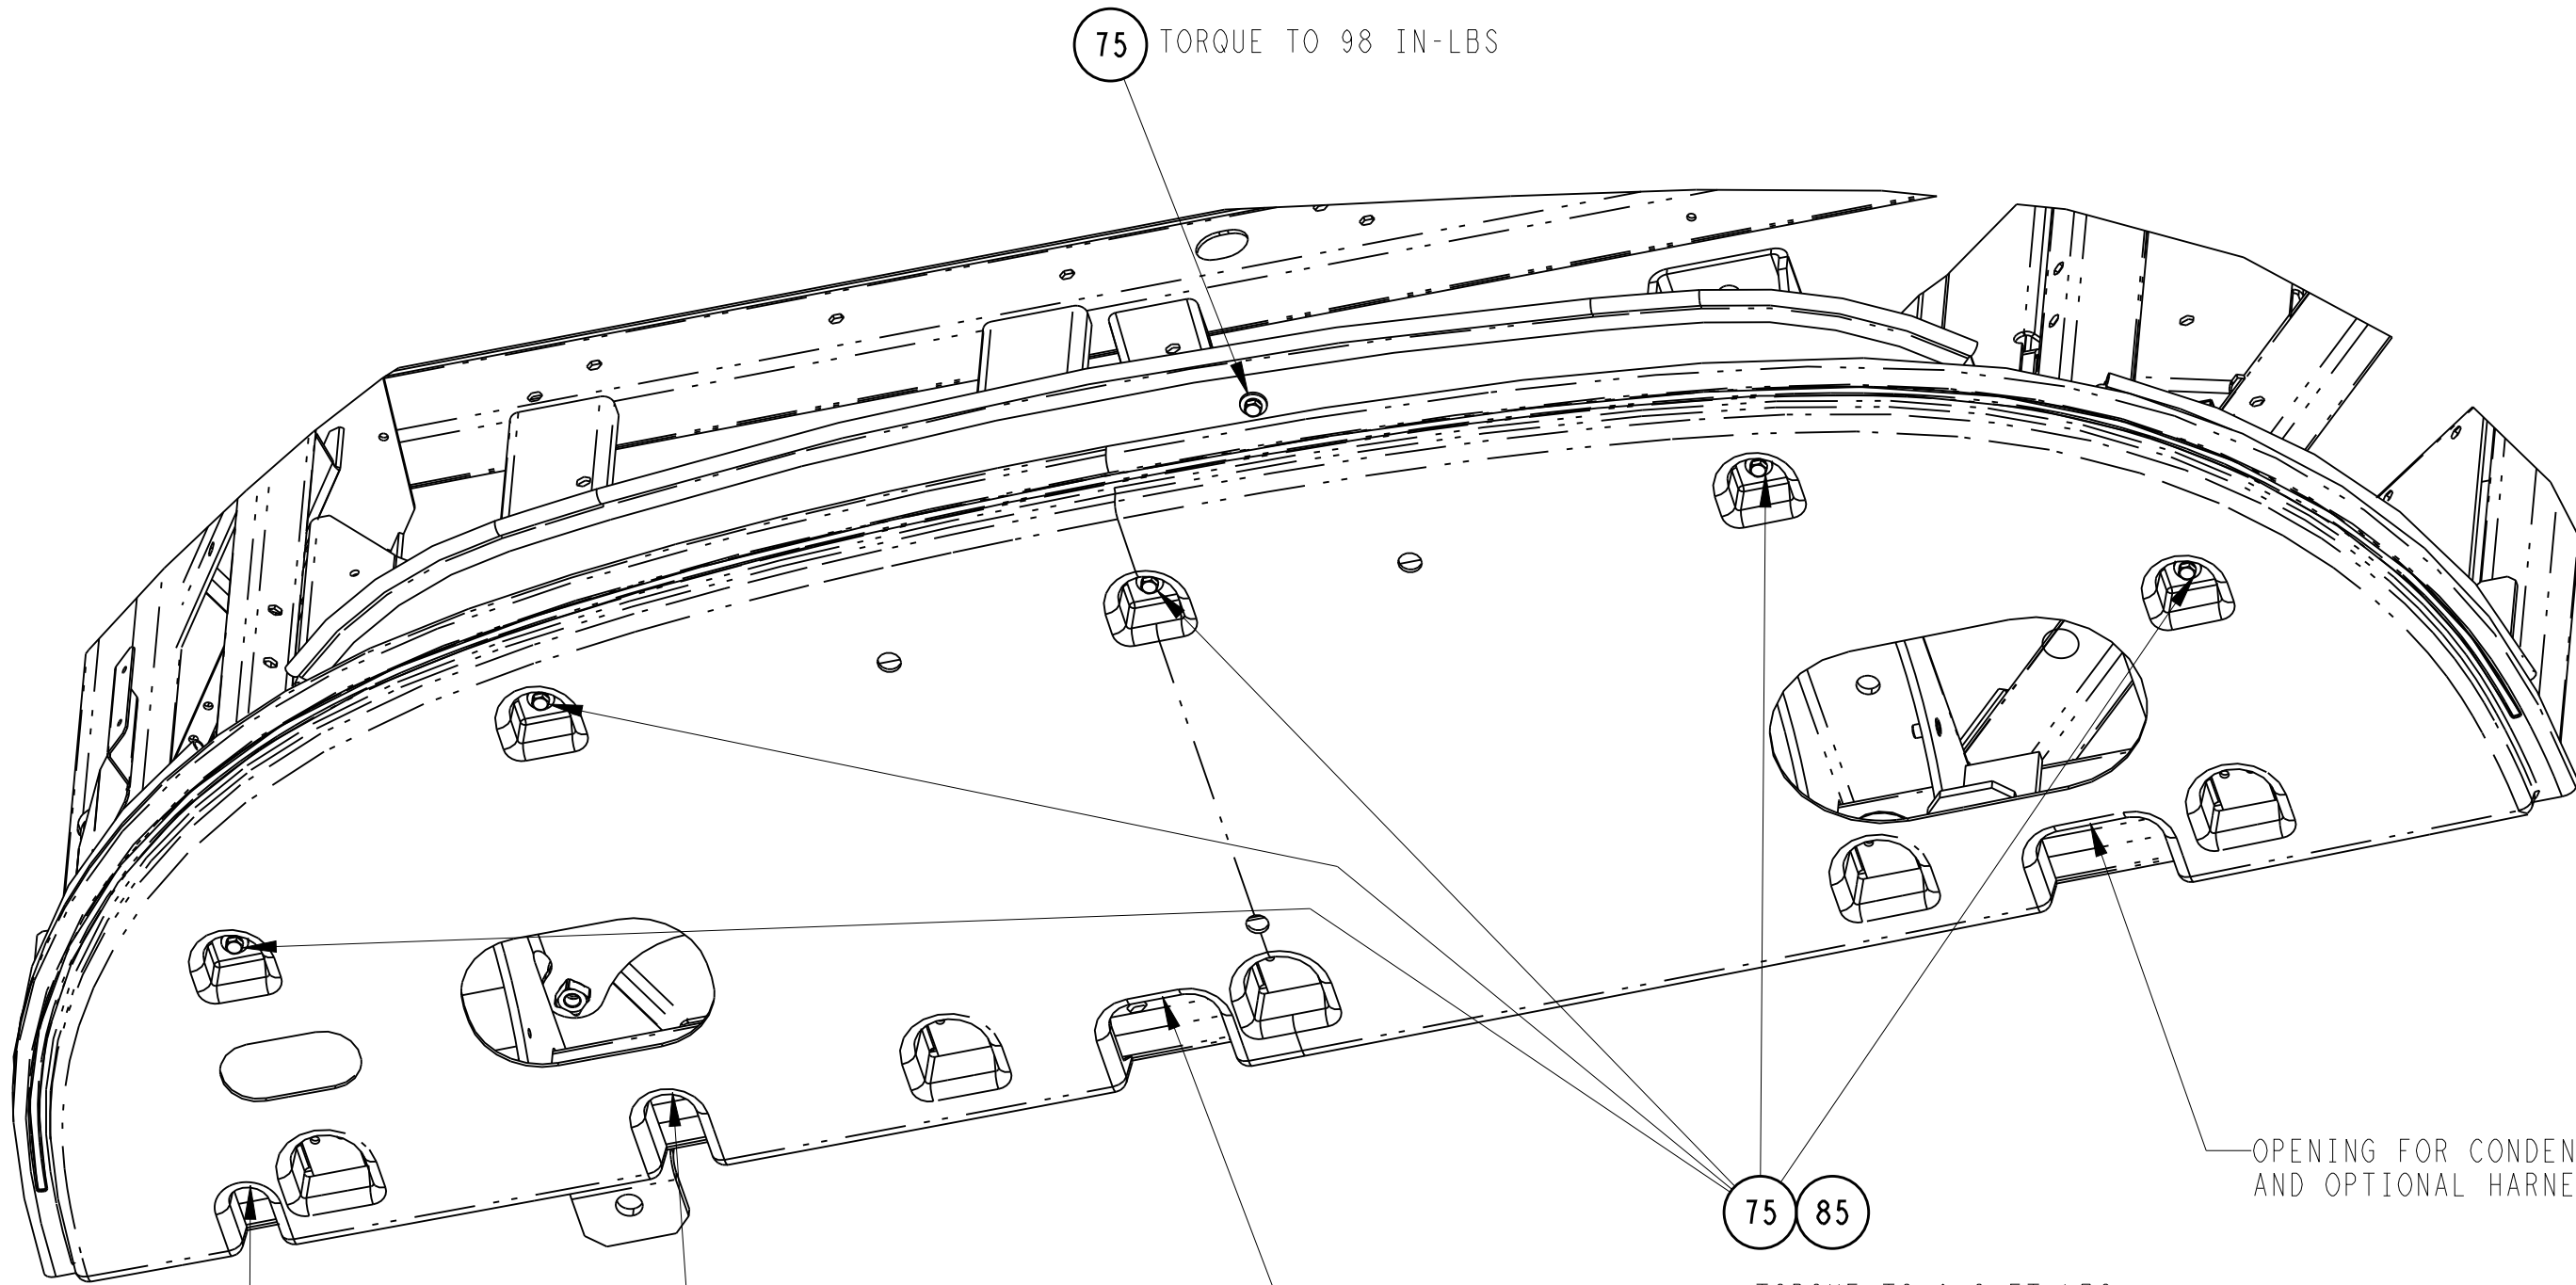 75 TORQUE TO 98 IN-LBS
OPENING FOR CONDEN
AND OPTIONAL HARNE
75 85